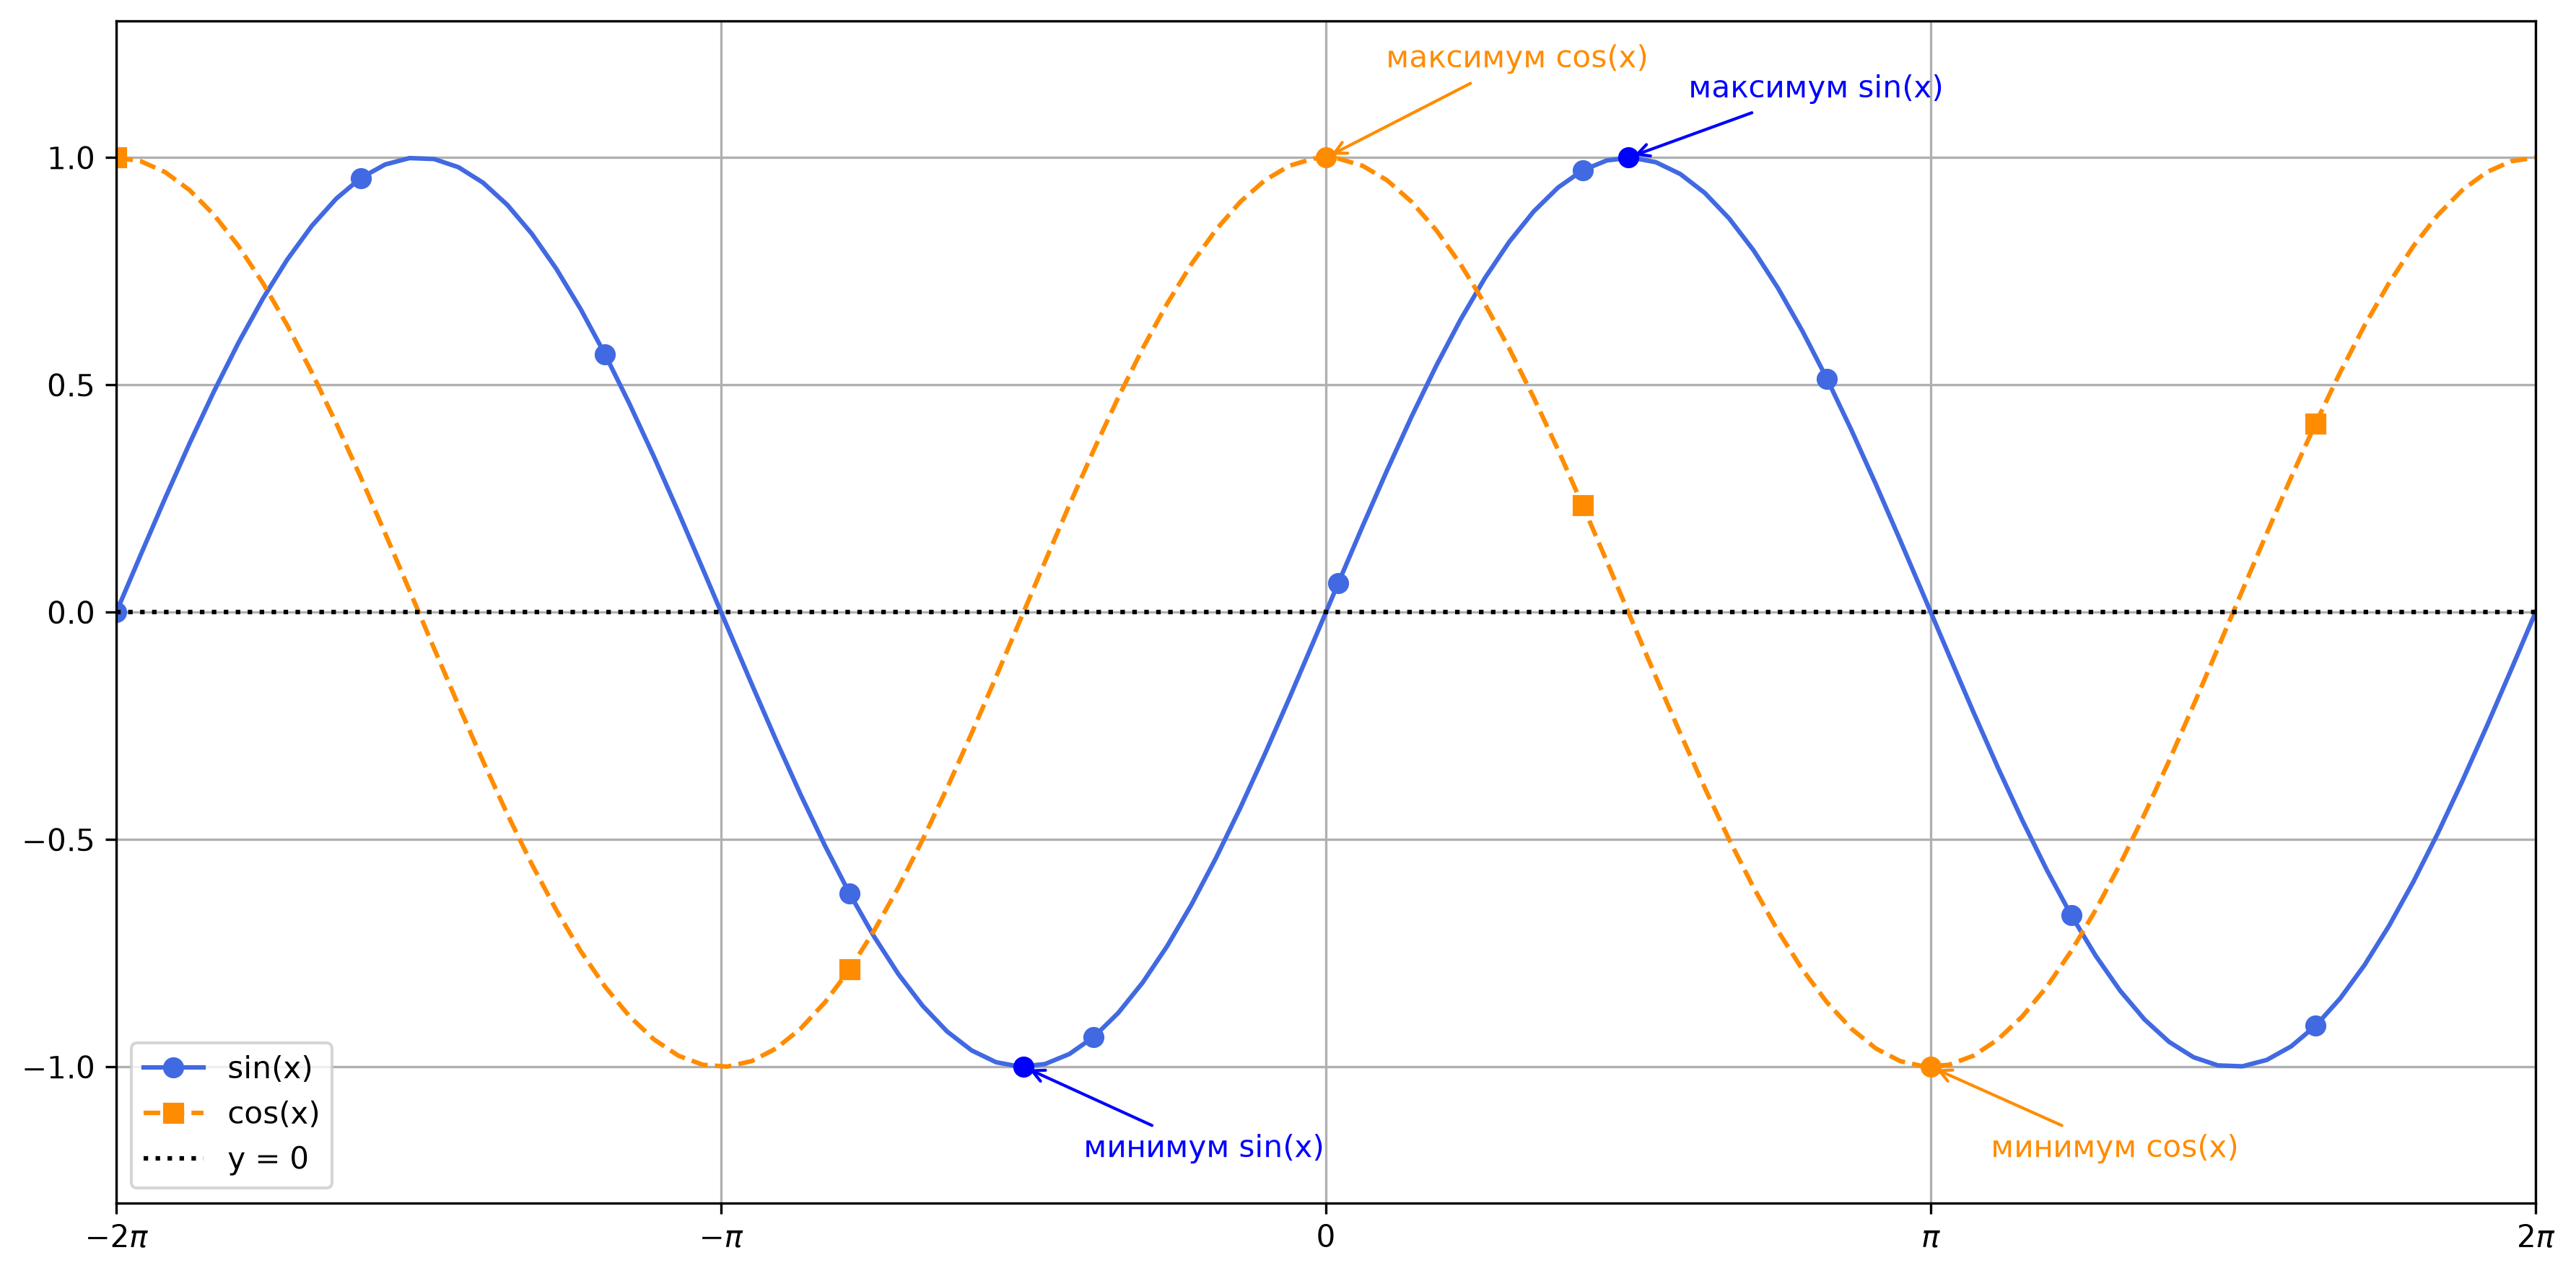 максимум cos(x)
максимум sin(x)
1.0
0.5
0.0
−0.5
−1.0
sin(x)
cos(x)
y = 0
минимум sin(x)
минимум cos(x)
−2π
−π
0
π
2π